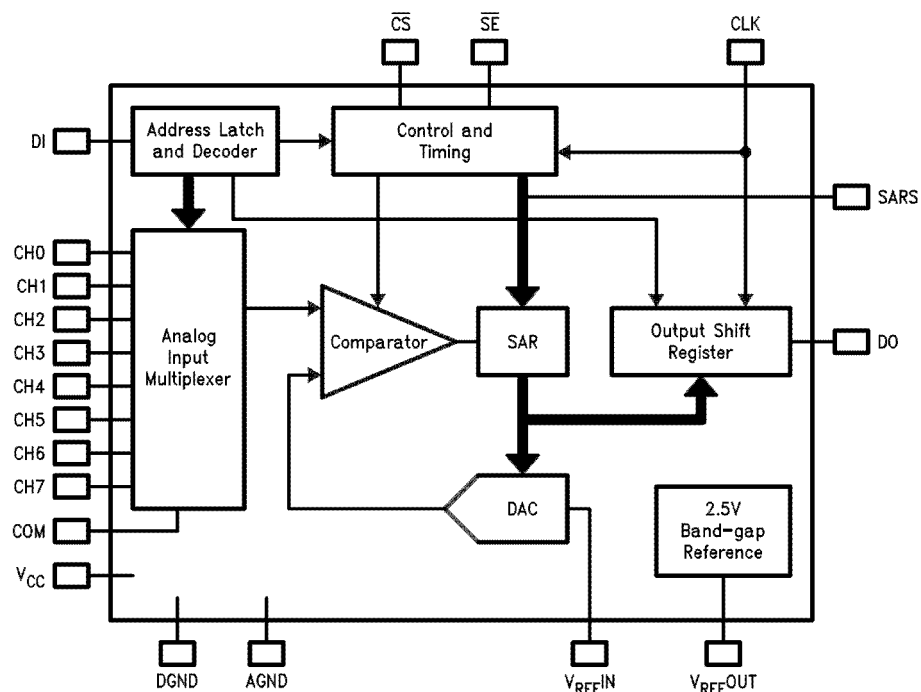 CS
SE
CLK
DI
Address Latch
and Decoder
Control and
Timing
SARS
CH0
CH1
CH2
CH3
CH4
CH5
CH6
CH7
COM
VCC
Analog
Input
Multiplexer
Comparator
SAR
Output Shift
Register
DO
DAC
2.5V
Band-gap
Reference
DGND
AGND
VREFIN
VREFOUT